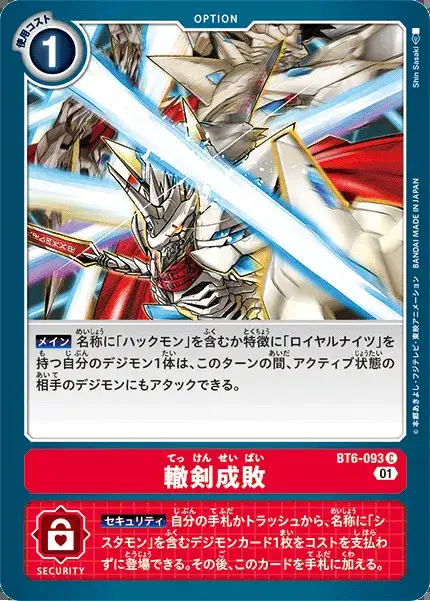 OPTION
使用コスト
1
Shin Sasaki
メイン 名称に「ハックモン」を含むか特徴に「ロイヤルナイツ」を
持つ自分のデジモン1体は、このターンの間、アクティブ状態の
相手のデジモンにもアタックできる。
©本郷あきよし・フジテレビ・東映アニメーション BANDAI MADE IN JAPAN
てっけんせいばい
轍剣成敗
BT6-093 C
01
セキュリティ 自分の手札かトラッシュから、名称に「シ
スタモン」を含むデジモンカード1枚をコストを支払わ
ずに登場できる。その後、このカードを手札に加える。
SECURITY